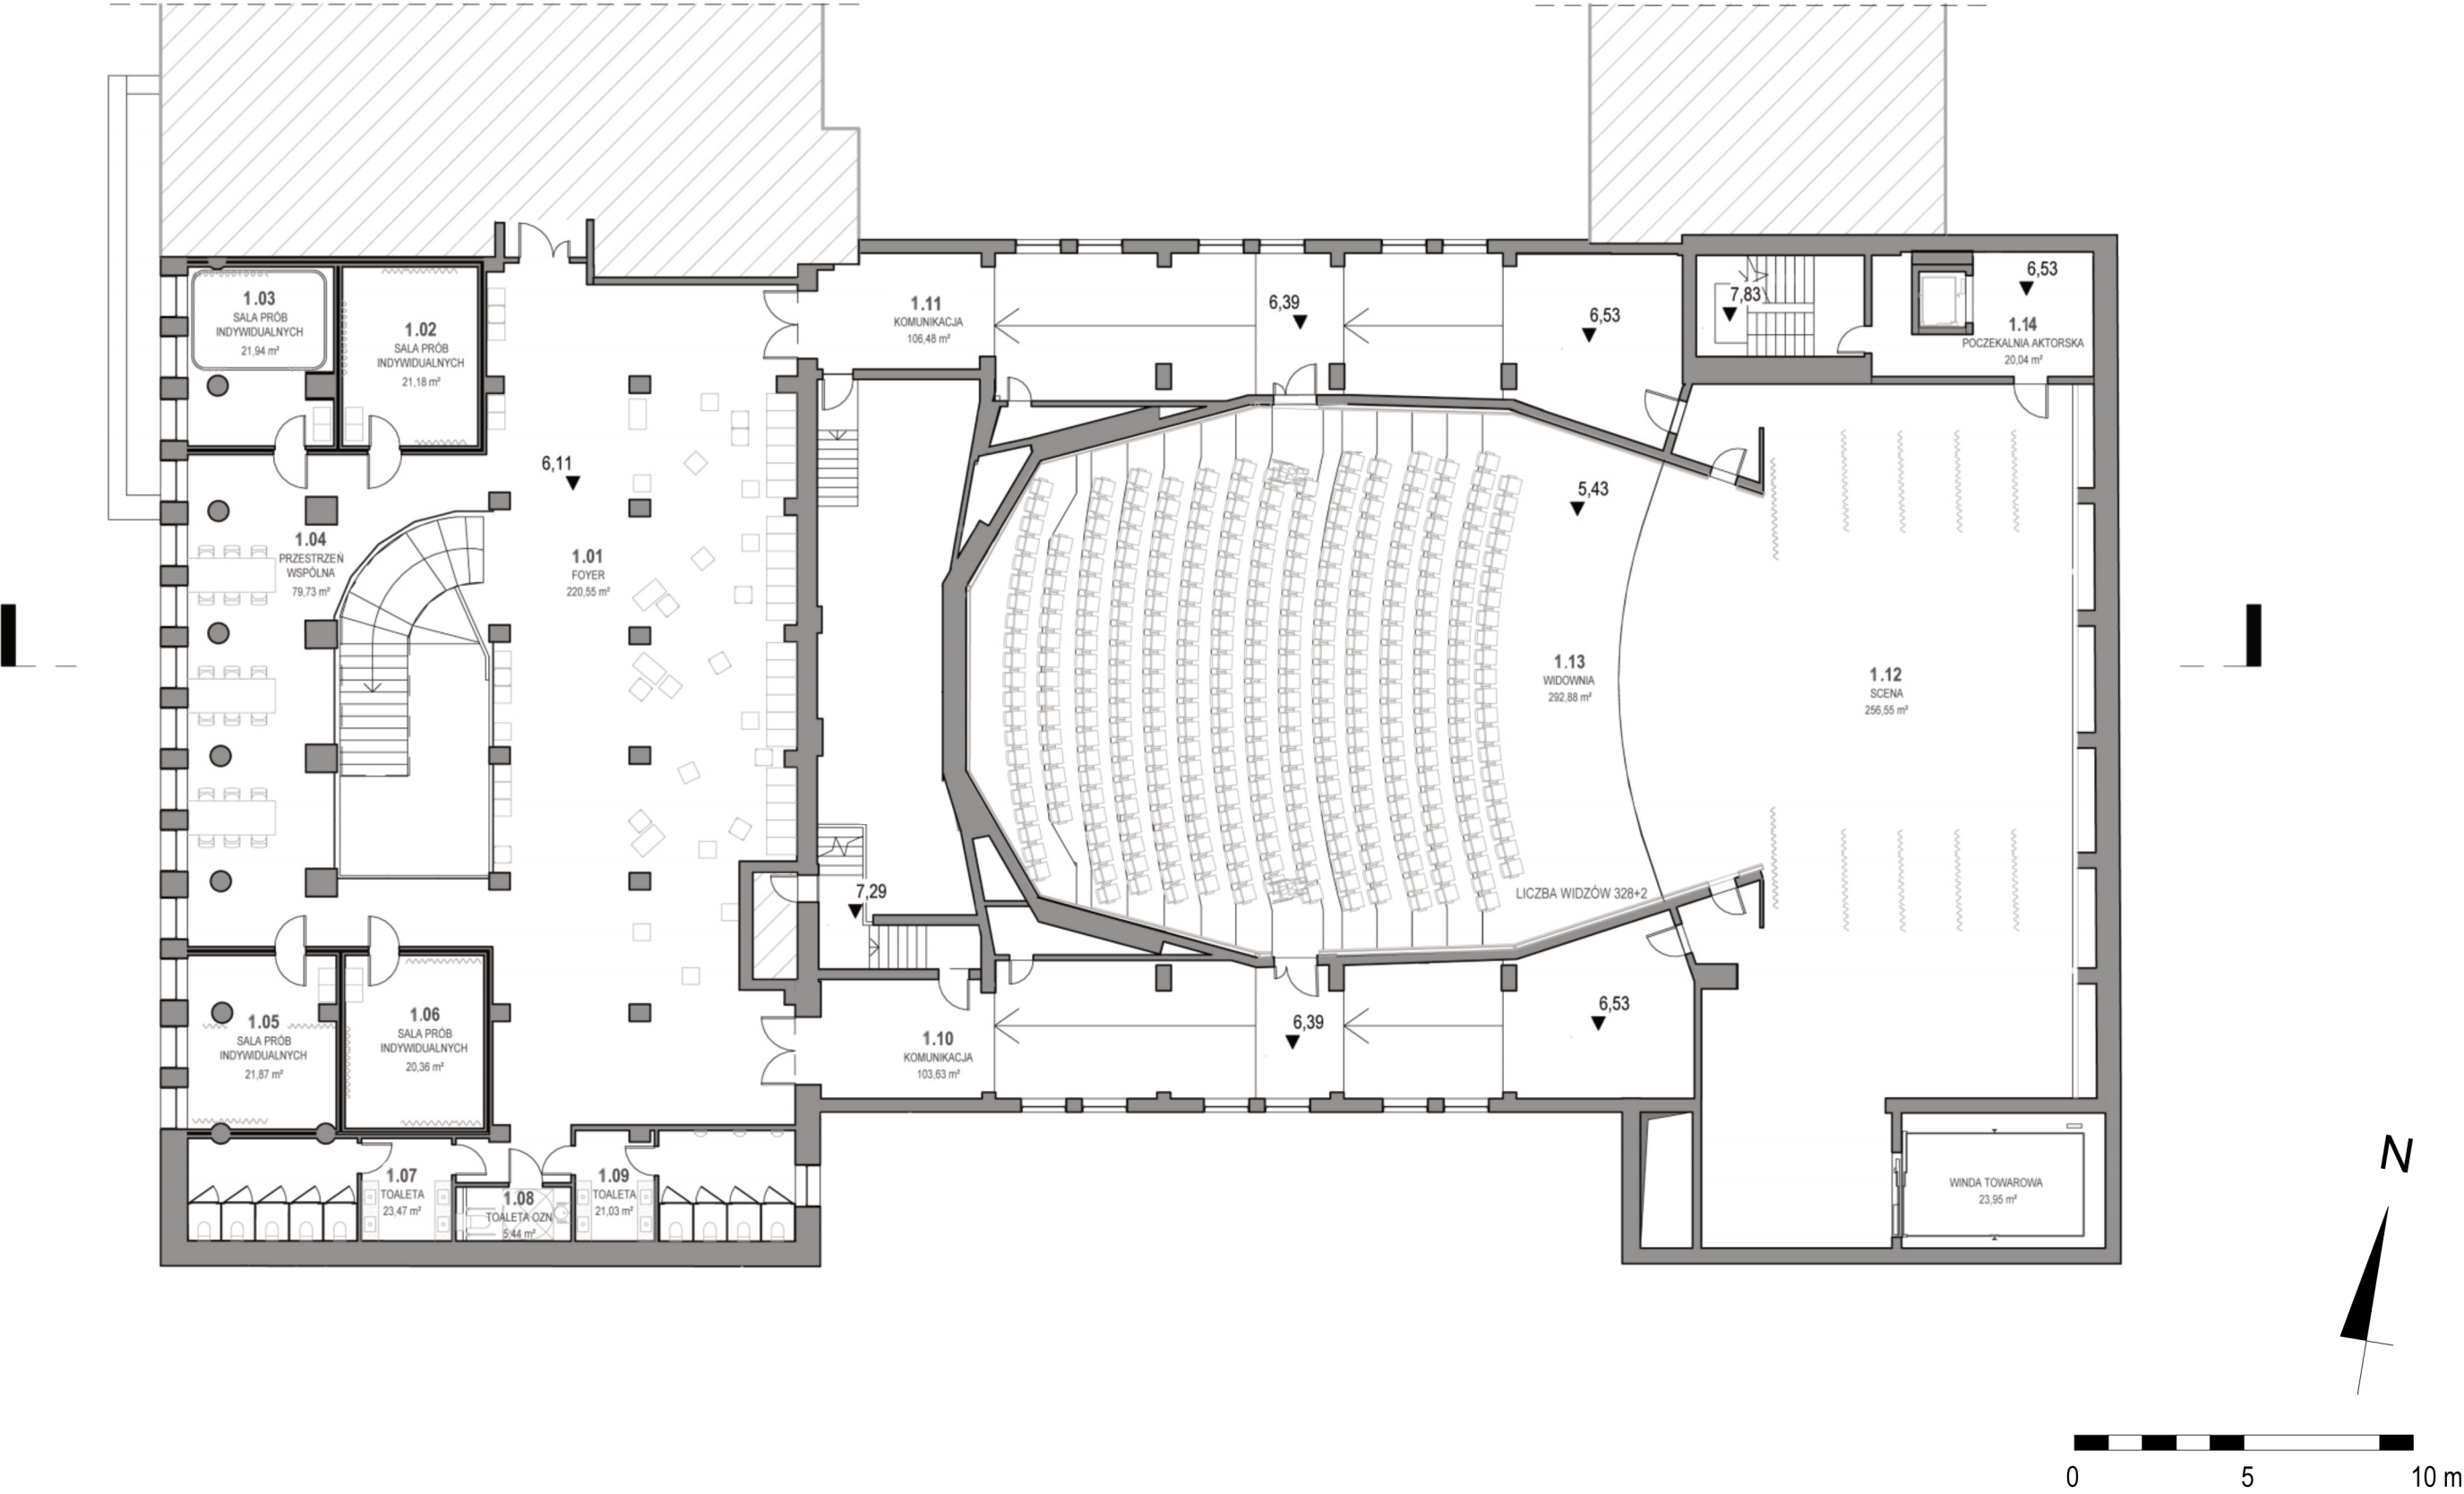 1.03
SALA PRÓB
INDYWIDUALNYCH
21,94 m²
1.02
SALA PRÓB
INDYWIDUALNYCH
21,18 m²
1.11
KOMUNIKACJA
106,48 m²
6,39
6,53
7,83
6,53
1.14
POCZEKALNIA AKTORSKA
20,04 m²
6,11
5,43
1.04
PRZESTRZEŃ
WSPÓLNA
79,73 m²
1.01
FOYER
220,55 m²
1.13
WIDOWNIA
292,88 m²
1.12
SCENA
256,55 m²
7,29
LICZBA WIDZÓW 328+2
1.05
SALA PRÓB
INDYWIDUALNYCH
21,87 m²
1.06
SALA PRÓB
INDYWIDUALNYCH
20,36 m²
1.10
KOMUNIKACJA
103,63 m²
6,39
6,53
1.07
TOALETA
23,47 m²
1.08
TOALETA OZN
5,44 m²
1.09
TOALETA
21,03 m²
WINDA TOWAROWA
23,95 m²
N
0 5 10 m